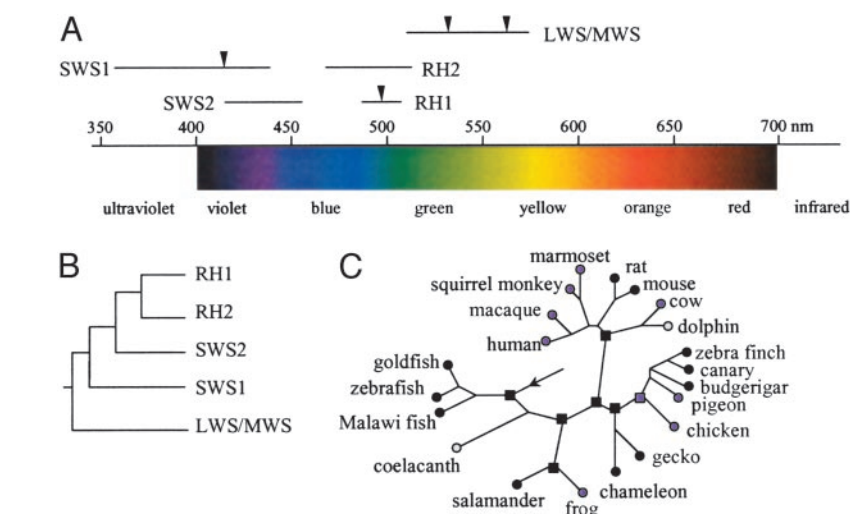 A
LWS/MWS
SWS1
RH2
SWS2
RH1
350 400 450 500 550 600 650 700 nm
ultraviolet violet blue green yellow orange red infrared
B
RH1
RH2
SWS2
SWS1
LWS/MWS
C
marmoset
rat
squirrel monkey
mouse
macaque
cow
dolphin
human
zebra finch
goldfish
canary
zebrafish
budgerigar
pigeon
Malawi fish
chicken
coelacanth
gecko
chameleon
salamander
frog